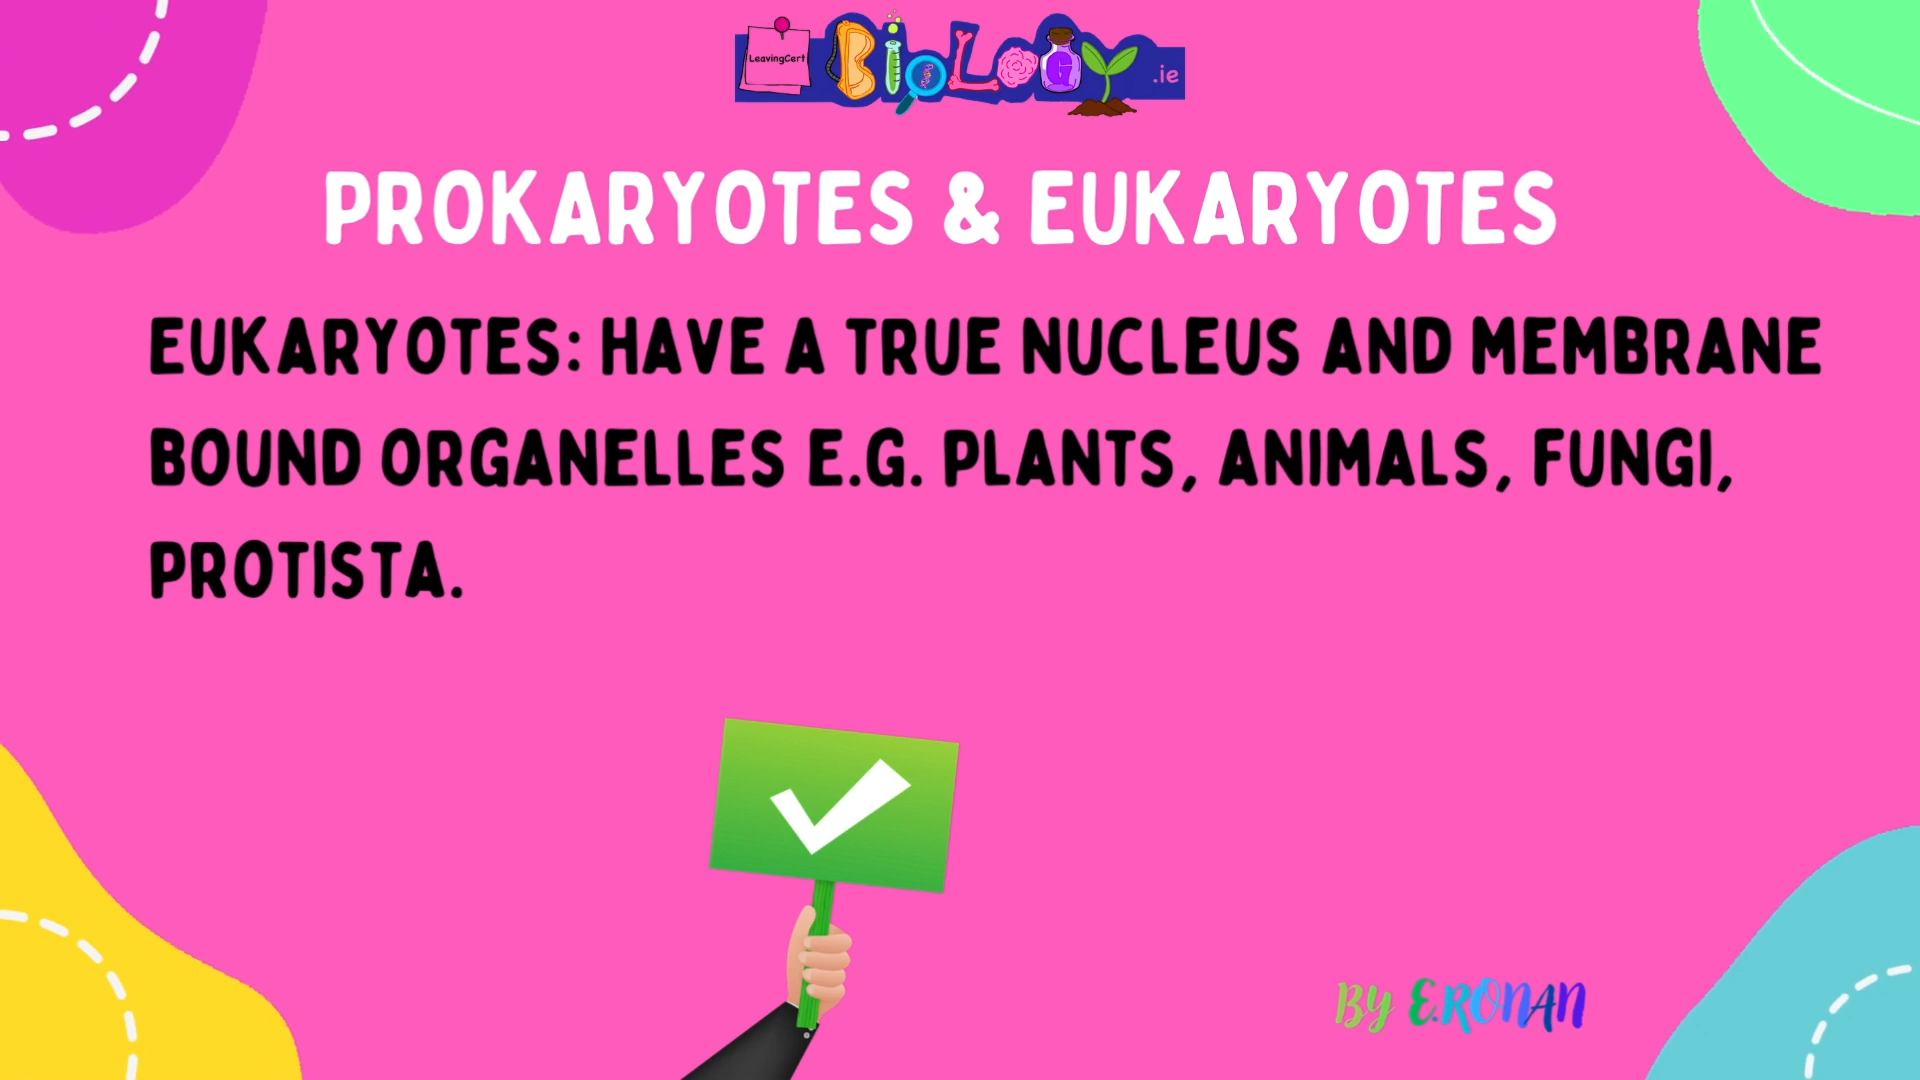 LeavingCert BioLOGY .ie
PROKARYOTES & EUKARYOTES
EUKARYOTES: HAVE A TRUE NUCLEUS AND MEMBRANE
BOUND ORGANELLES E.G. PLANTS, ANIMALS, FUNGI,
PROTISTA.
BY E.RONAN